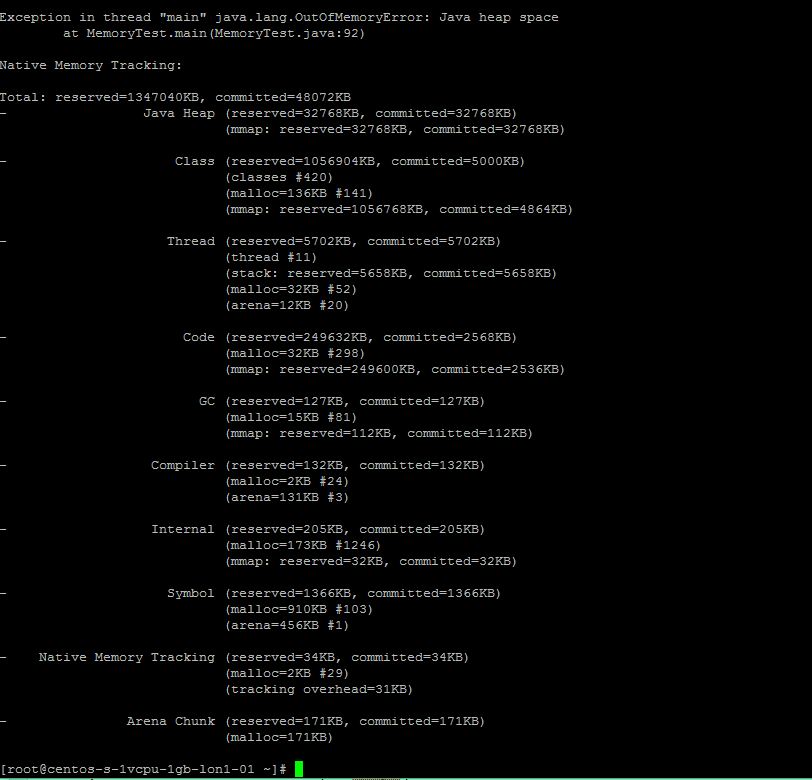 Exception in thread "main" java.lang.OutOfMemoryError: Java heap space
at MemoryTest.main(MemoryTest.java:92)
Native Memory Tracking:
Total: reserved=1347040KB, committed=48072KB
- Java Heap (reserved=32768KB, committed=32768KB)
(mmap: reserved=32768KB, committed=32768KB)
- Class (reserved=1056904KB, committed=5000KB)
(classes #420)
(malloc=136KB #141)
(mmap: reserved=1056768KB, committed=4864KB)
- Thread (reserved=5702KB, committed=5702KB)
(thread #11)
(stack: reserved=5658KB, committed=5658KB)
(malloc=32KB #52)
(arena=12KB #20)
- Code (reserved=249632KB, committed=2568KB)
(malloc=32KB #298)
(mmap: reserved=249600KB, committed=2536KB)
- GC (reserved=127KB, committed=127KB)
(malloc=15KB #81)
(mmap: reserved=112KB, committed=112KB)
- Compiler (reserved=132KB, committed=132KB)
(malloc=2KB #24)
(arena=131KB #3)
- Internal (reserved=205KB, committed=205KB)
(malloc=173KB #1246)
(mmap: reserved=32KB, committed=32KB)
- Symbol (reserved=1366KB, committed=1366KB)
(malloc=910KB #103)
(arena=456KB #1)
- Native Memory Tracking (reserved=34KB, committed=34KB)
(malloc=2KB #29)
(tracking overhead=31KB)
- Arena Chunk (reserved=171KB, committed=171KB)
(malloc=171KB)
[root@centos-s-1vcpu-1gb-lon1-01 ~]#